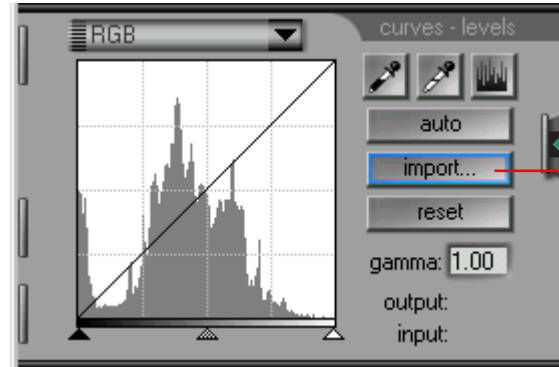 RGB
curves - levels
auto
import...
reset
gamma: 1.00
output:
input: